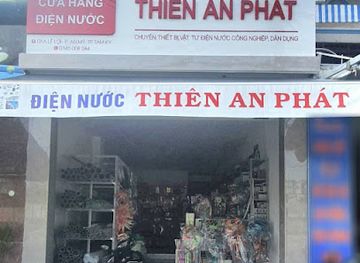 CỬA HÀNG
ĐIỆN NƯỚC
THIÊN AN PHÁT
CHUYÊN THIẾT BỊ, VẬT TƯ ĐIỆN NƯỚC CÔNG NGHIỆP, DÂN DỤNG
ĐIỆN NƯỚC THIÊN AN PHÁT